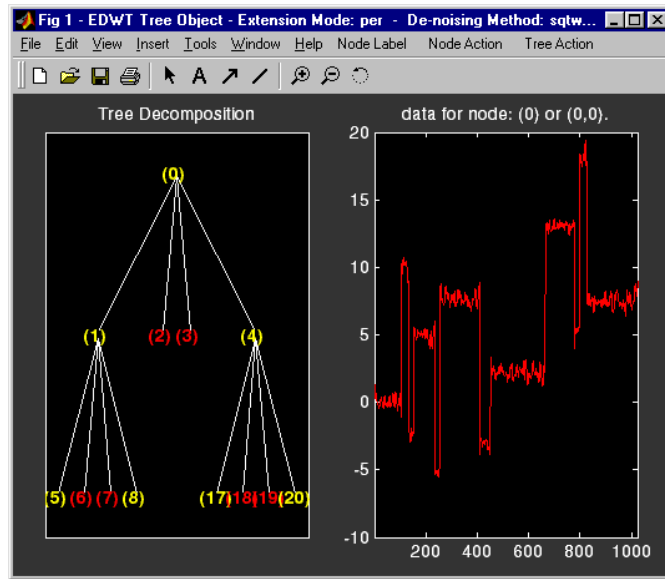 Fig 1 - EDWT Tree Object - Extension Mode: per - De-noising Method: sqtw...
File Edit View Insert Tools Window Help Node Label Node Action Tree Action
A
Tree Decomposition
data for node: (0) or (0,0).
(0)
(1) (2) (3) (4)
(5) (6) (7) (8) (17) (18) (19) (20)
20
15
10
5
0
-5
-10
200 400 600 800 1000